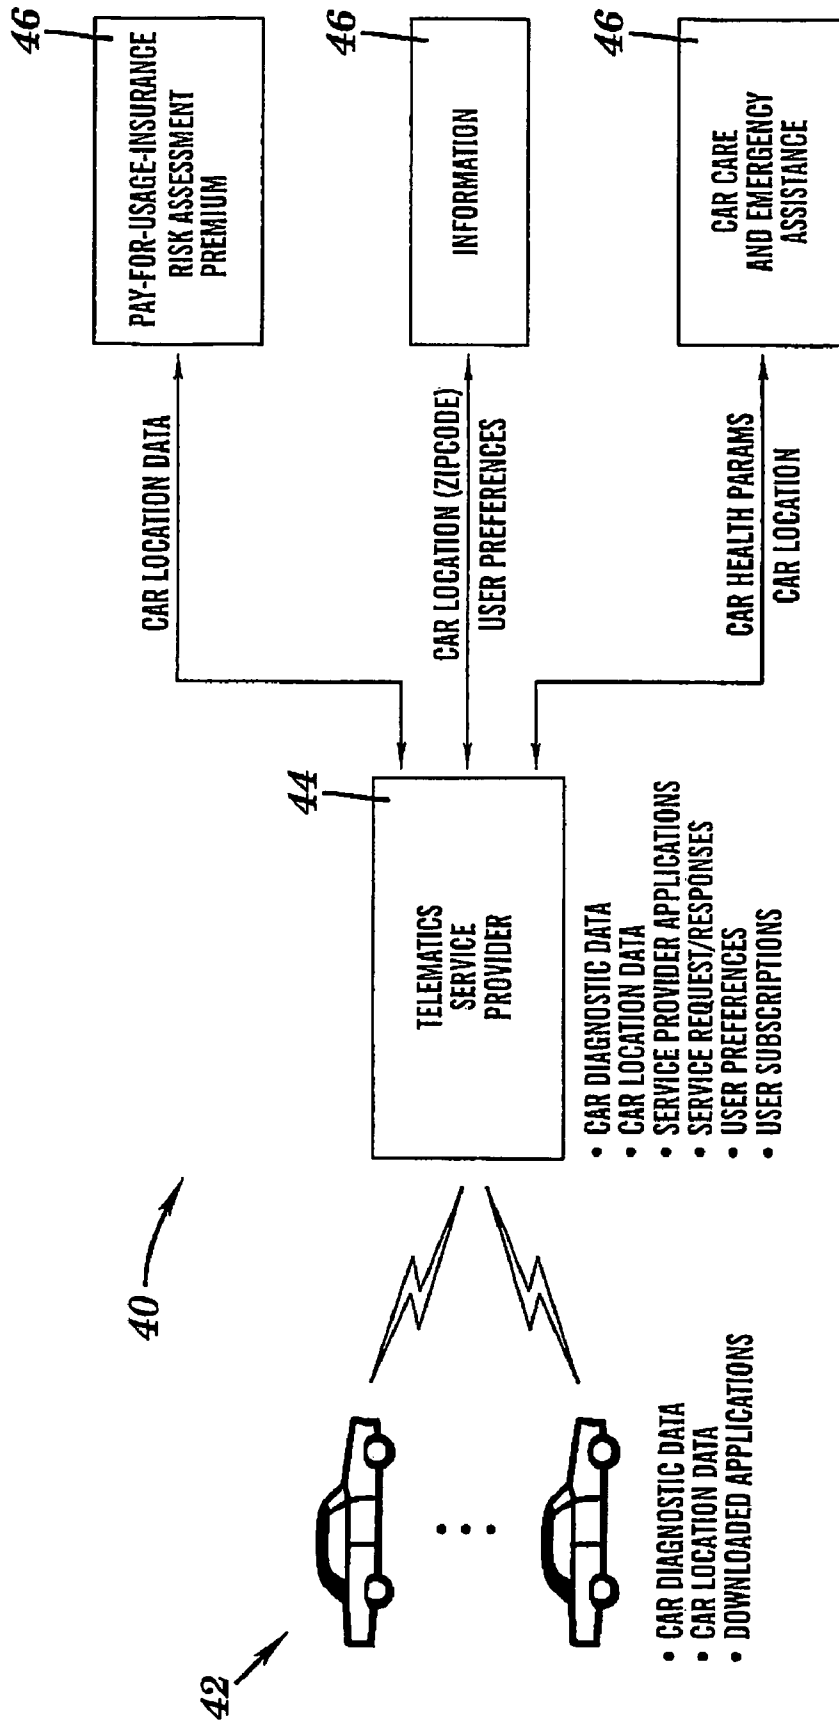 40
42
• CAR DIAGNOSTIC DATA
• CAR LOCATION DATA
• DOWNLOADED APPLICATIONS
44
TELEMATICS
SERVICE
PROVIDER
• CAR DIAGNOSTIC DATA
• CAR LOCATION DATA
• SERVICE PROVIDER APPLICATIONS
• SERVICE REQUEST/RESPONSES
• USER PREFERENCES
• USER SUBSCRIPTIONS
CAR LOCATION DATA
CAR LOCATION (ZIPCODE)
USER PREFERENCES
CAR HEALTH PARAMS
CAR LOCATION
46
PAY-FOR-USAGE-INSURANCE
RISK ASSESSMENT
PREMIUM
46
INFORMATION
46
CAR CARE
AND EMERGENCY
ASSISTANCE